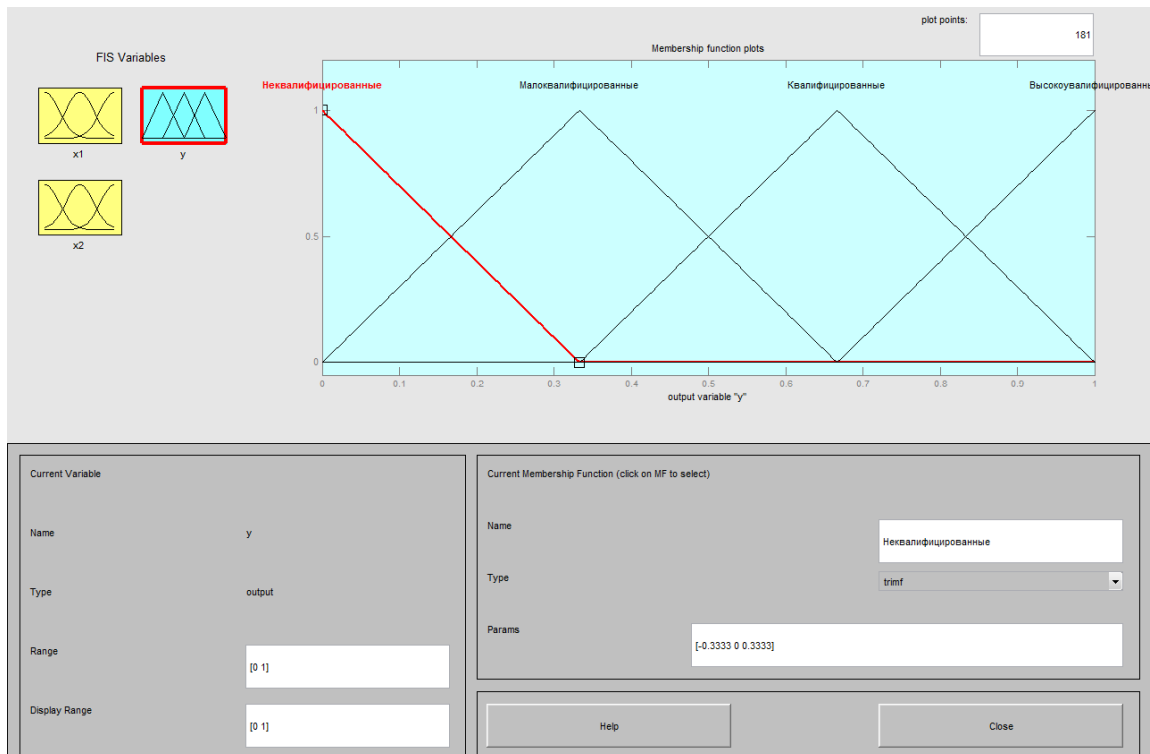 plot points:
181
FIS Variables
Membership function plots
Неквалифицированные
Малоквалифицированные
Квалифицированные
Высокоувалифицированнь
x1
y
x2
1
0.5
0
0
0.1
0.2
0.3
0.4
0.5
0.6
0.7
0.8
0.9
1
output variable "y"
Current Variable
Name
y
Type
output
Range
[0 1]
Display Range
[0 1]
Current Membership Function (click on MF to select)
Name
Неквалифицированные
Type
trimf
Params
[-0.3333 0 0.3333]
Help
Close